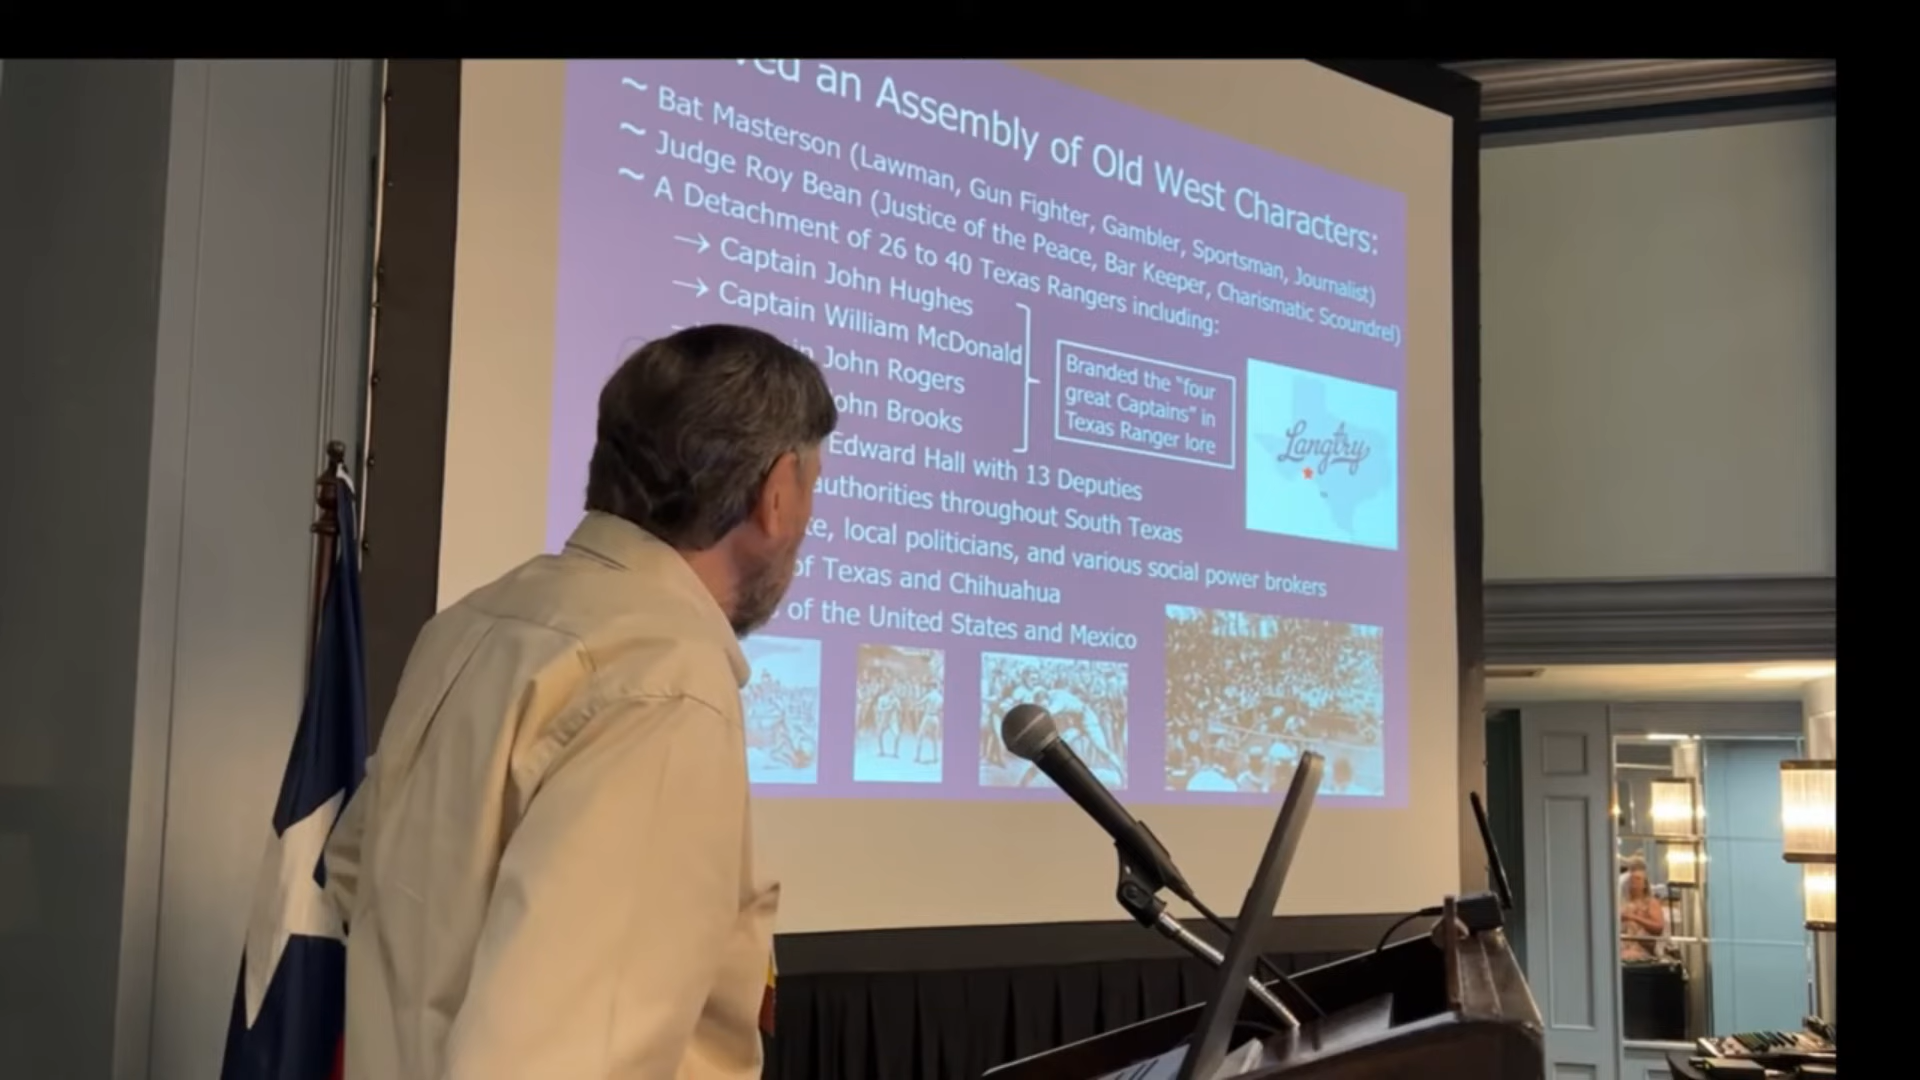 an Assembly of Old West Characters:
~ Bat Masterson (Lawman, Gun Fighter, Gambler, Sportsman, Journalist)
~ Judge Roy Bean (Justice of the Peace, Bar Keeper, Charismatic Scoundrel)
~ A Detachment of 26 to 40 Texas Rangers including:
→ Captain John Hughes
→ Captain William McDonald
John Rogers
John Brooks
Branded the "four
great Captains" in
Texas Ranger lore
Langtry
Edward Hall with 13 Deputies
authorities throughout South Texas
local politicians, and various social power brokers
of Texas and Chihuahua
of the United States and Mexico